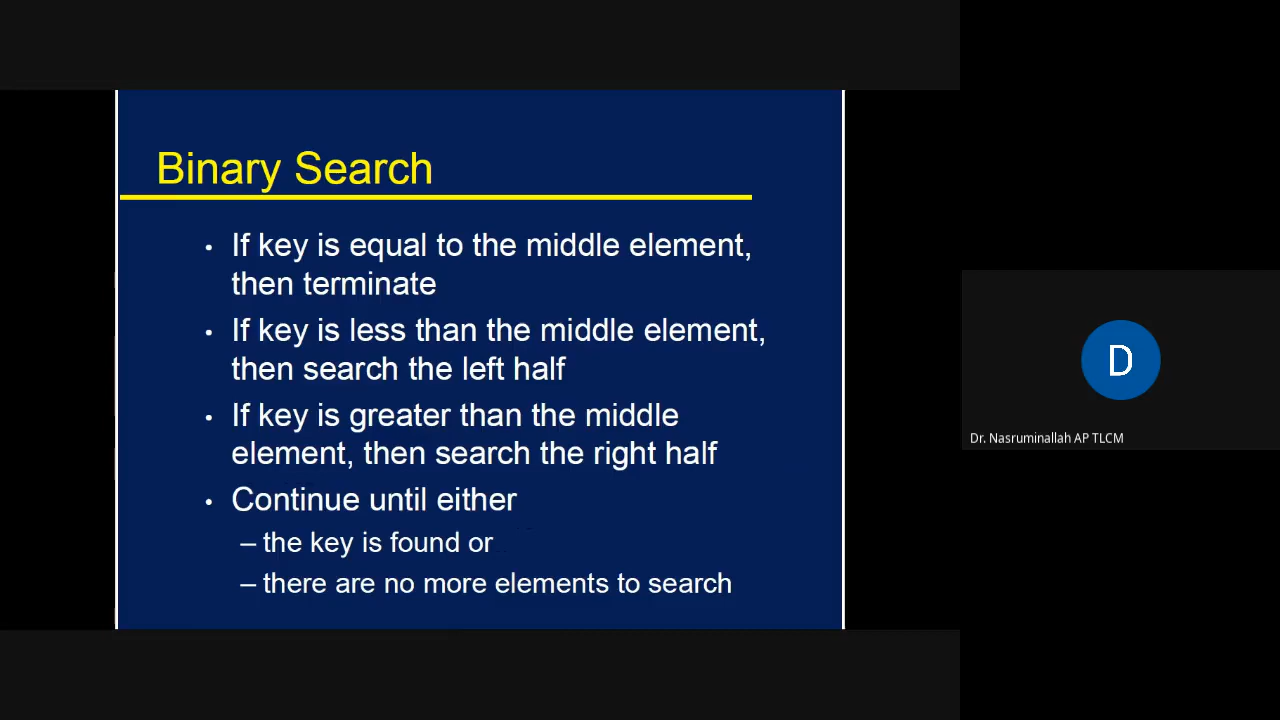 Binary Search
• If key is equal to the middle element,
then terminate
• If key is less than the middle element,
then search the left half
• If key is greater than the middle
element, then search the right half
• Continue until either
– the key is found or
– there are no more elements to search
D
Dr. Nasruminallah AP TLCM